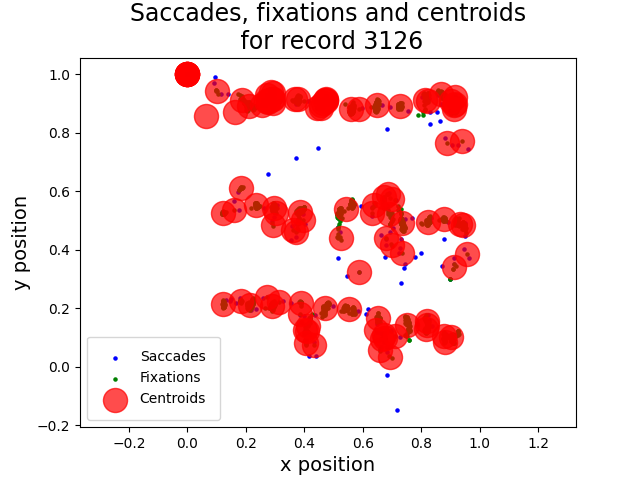 Saccades, fixations and centroids
for record 3126
1.0
0.8
0.6
0.4
0.2
0.0
−0.2
y position
Saccades
Fixations
Centroids
−0.2
0.0
0.2
0.4
0.6
0.8
1.0
1.2
x position